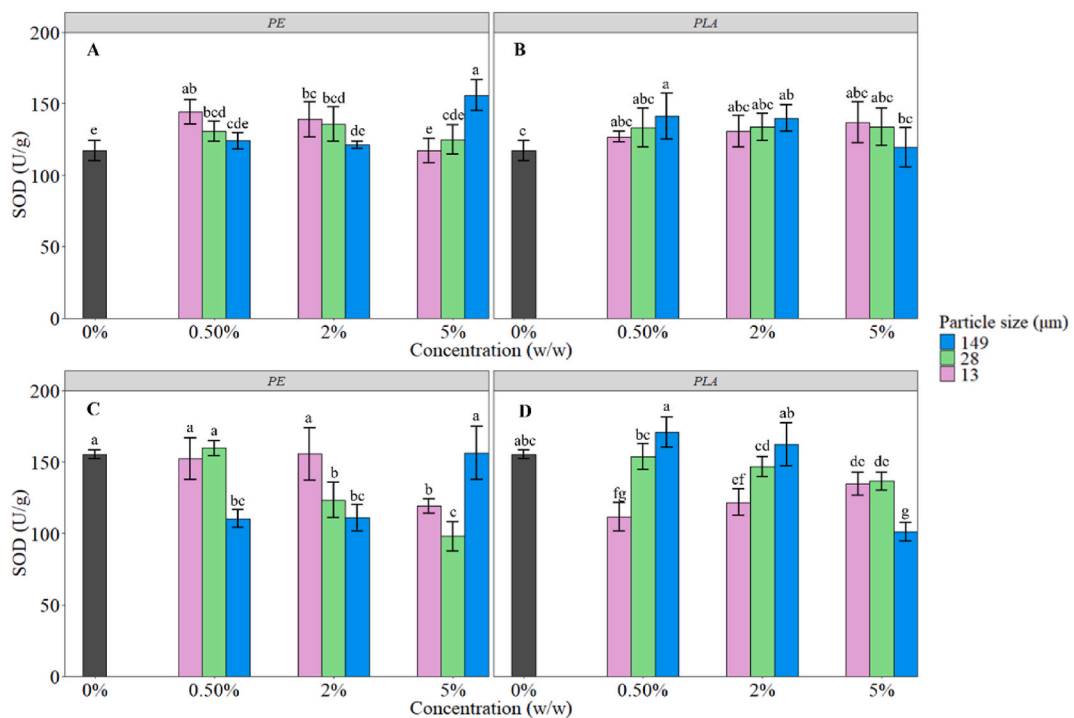 PE
PLA
200
150
100
50
0
SOD (U/g)
A
e
ab
bcd
cde
bc
bcd
de
e
cde
a
B
c
abc
abc
a
abc
abc
ab
abc
abc
bc
0%
0.50%
2%
5%
0%
0.50%
2%
5%
Concentration (w/w)
Particle size (μm)
149
28
13
PE
PLA
200
150
100
50
0
SOD (U/g)
C
a
a
a
bc
a
b
bc
b
c
a
D
abc
fg
bc
a
ef
cd
ab
de
de
g
0%
0.50%
2%
5%
0%
0.50%
2%
5%
Concentration (w/w)